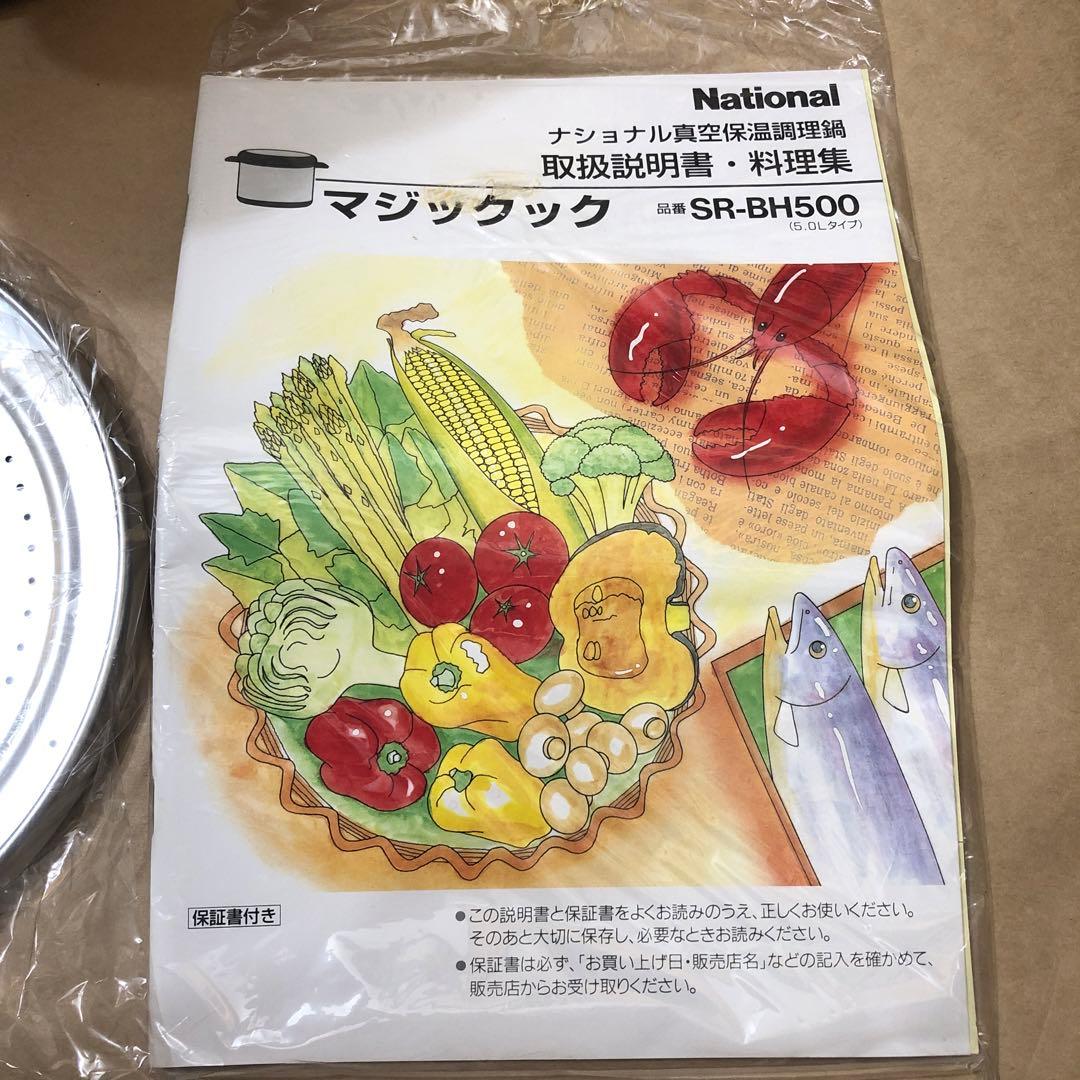 National
ナショナル真空保温調理鍋
取扱説明書・料理集
マジックック
品番 SR-BH500
(5.0Lタイプ)
保証書付き
●この説明書と保証書をよくお読みのうえ、正しくお使いください。
そのあと大切に保存し、必要なときお読みください。
●保証書は必ず、「お買い上げ日・販売店名」などの記入を確かめて、
販売店からお受け取りください。